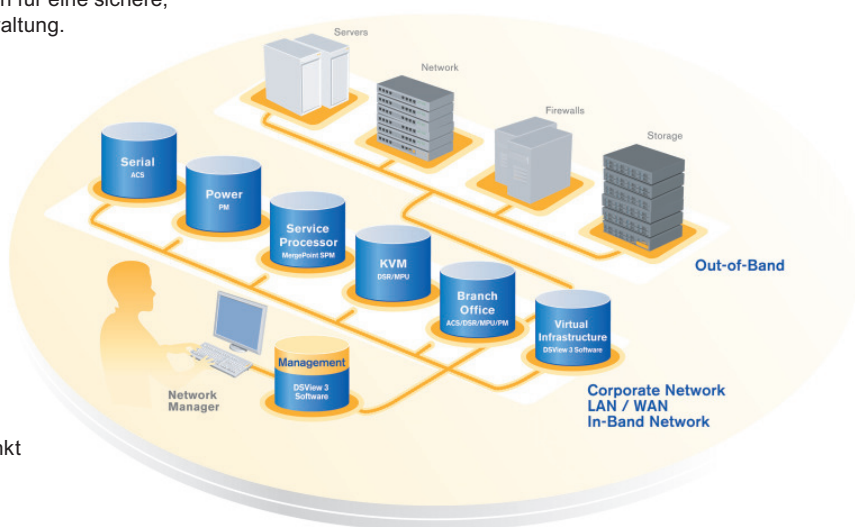 für eine sichere,
altung.
Servers
Network
Firewalls
Storage
Serial
ACS
Power
PM
Service
Processor
MergePoint SPM
KVM
DSR/MPU
Branch
Office
ACS/DSR/MPU/PM
Virtual
Infrastructure
DSView 3 Software
Out-of-Band
Management
DSView 3
Software
Network
Manager
Corporate Network
LAN / WAN
In-Band Network
nkt